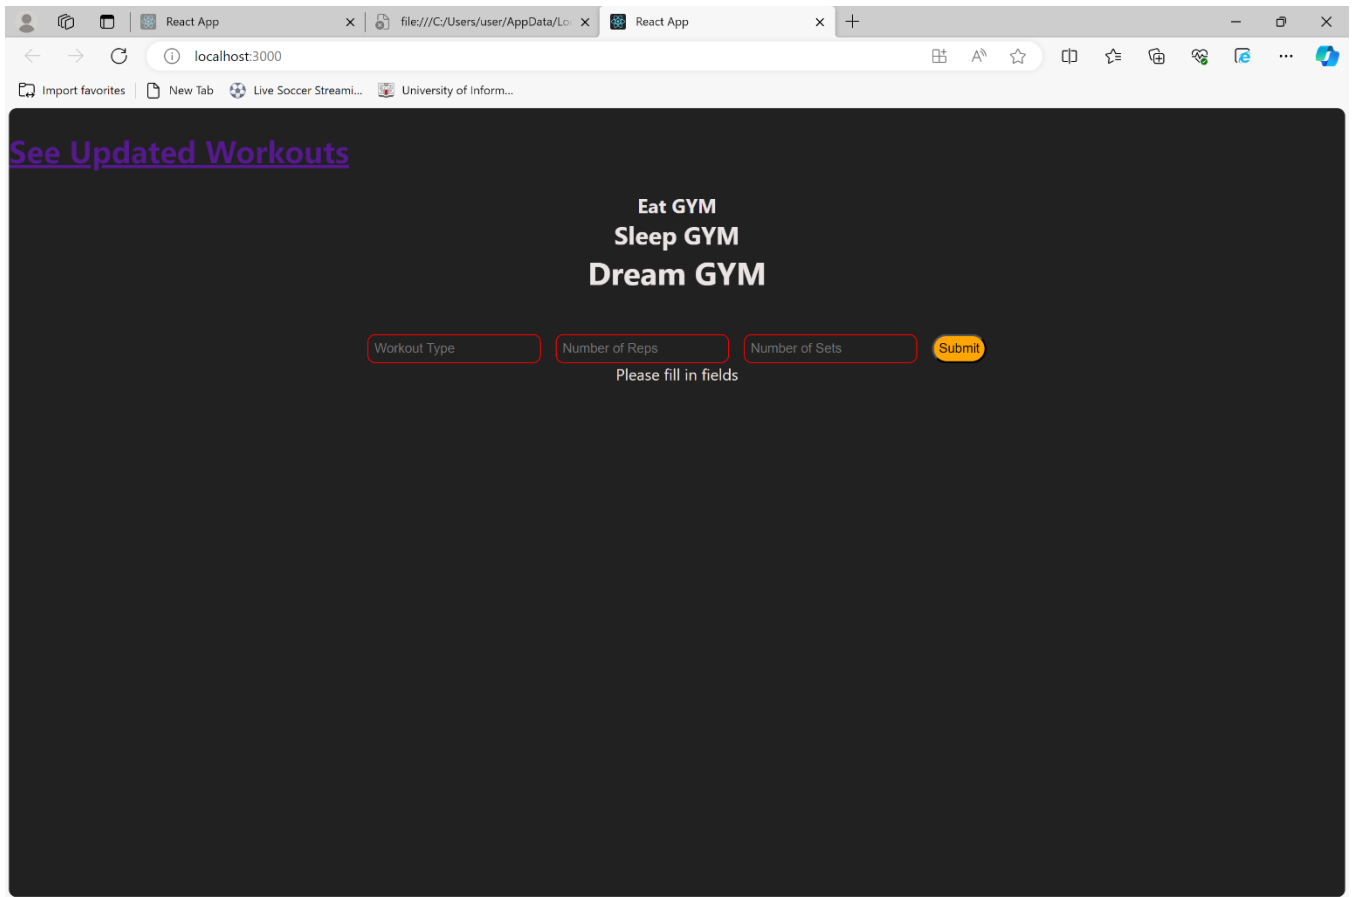 React App
file:///C:/Users/user/AppData/Lo
React App
localhost:3000
Import favorites
New Tab
Live Soccer Streami...
University of Inform...
See Updated Workouts
Eat GYM
Sleep GYM
Dream GYM
Workout Type
Number of Reps
Number of Sets
Submit
Please fill in fields